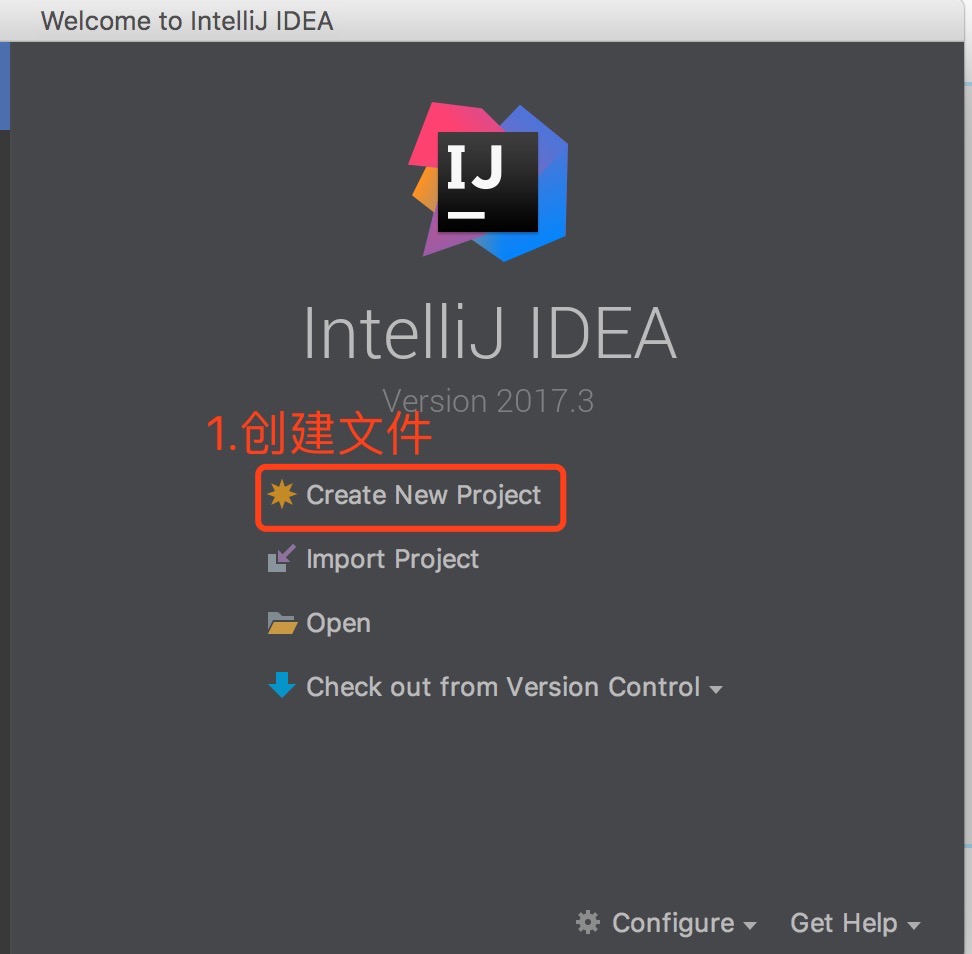 Welcome to IntelliJ IDEA
IJ
IntelliJ IDEA
Version 2017.3
1.创建文件
Create New Project
Import Project
Open
Check out from Version Control
Configure
Get Help